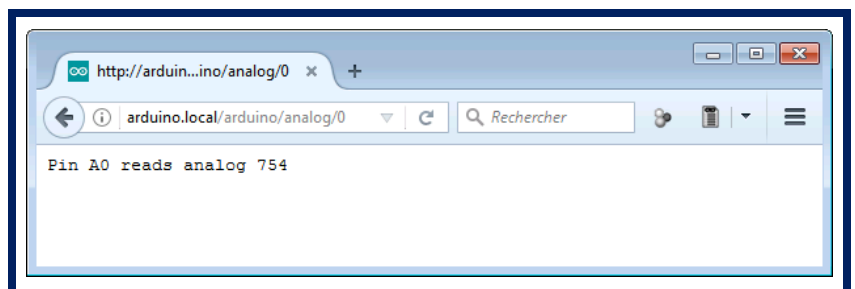 http://arduin...ino/analog/0
arduino.local/arduino/analog/0
Rechercher
Pin A0 reads analog 754